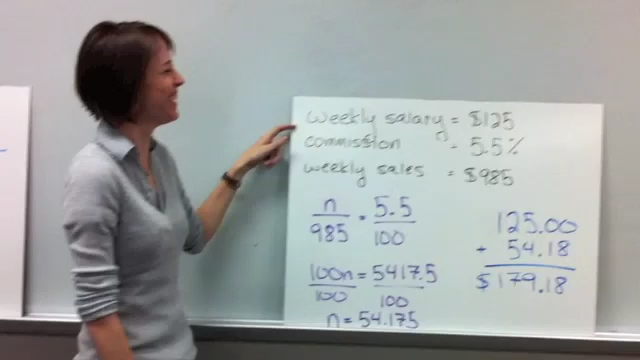 weekly salary = $125
commission = 5.5%
weekly sales = $985
n/985 = 5.5/100
100n/100 = 5417.5/100
n = 54.175
125.00
+ 54.18
$179.18